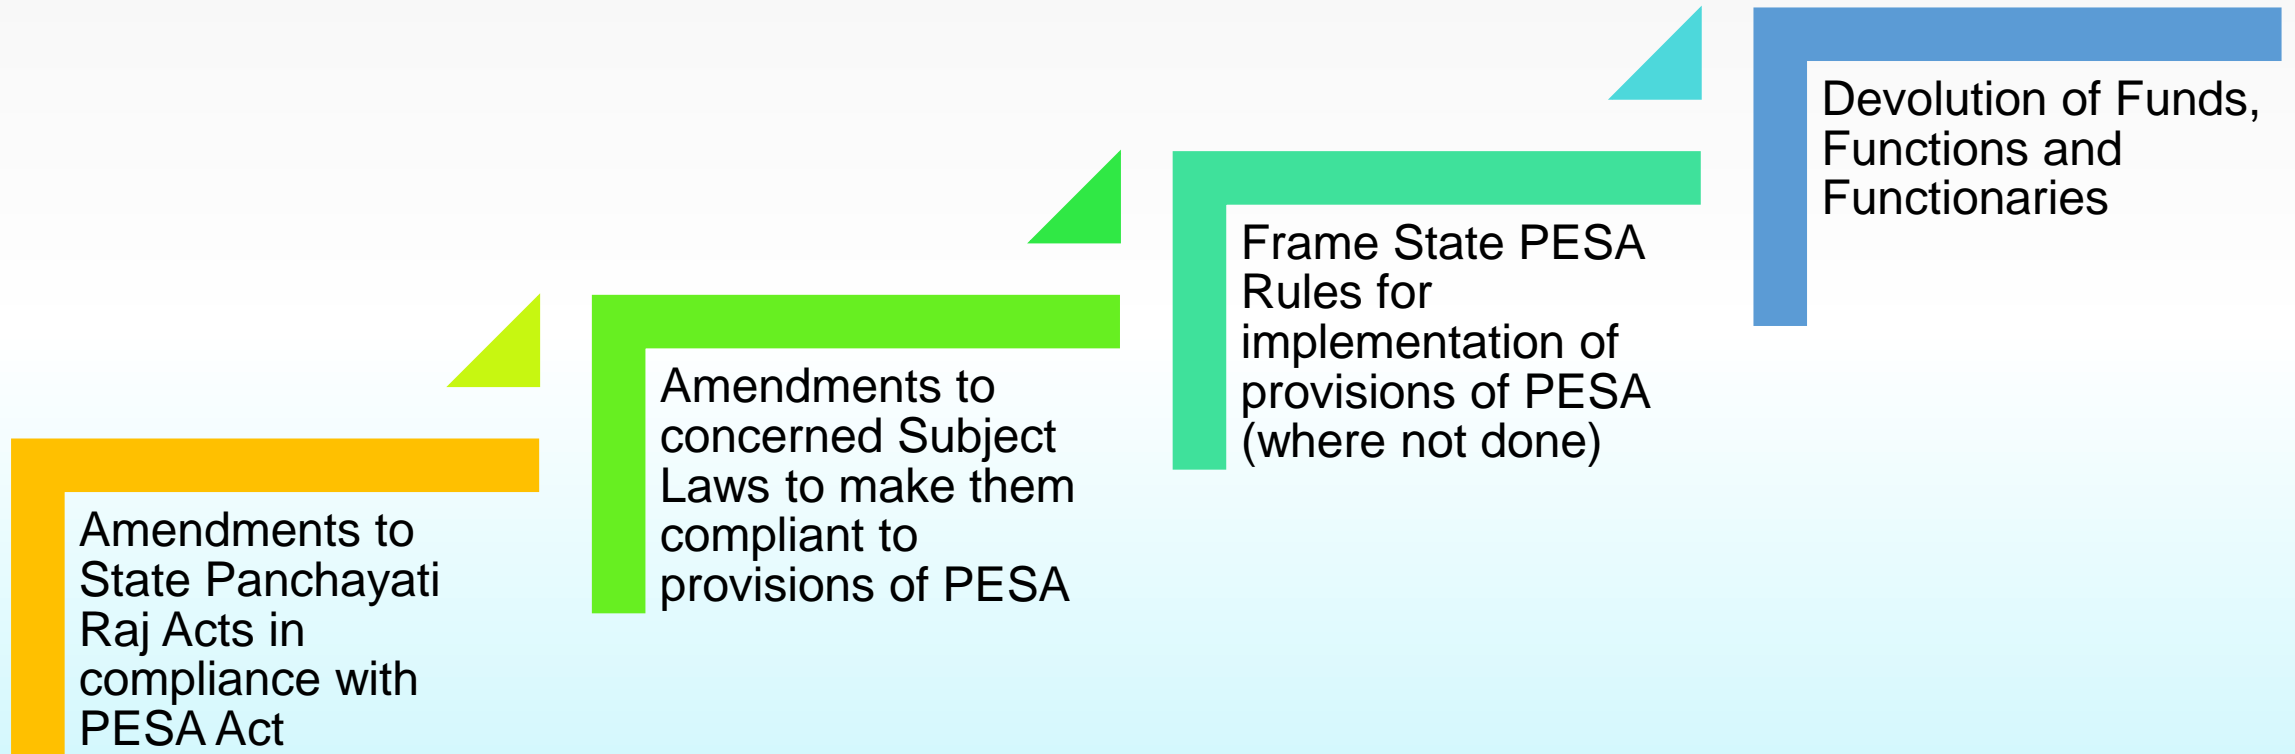 Amendments to
State Panchayati
Raj Acts in
compliance with
PESA Act
Amendments to
concerned Subject
Laws to make them
compliant to
provisions of PESA
Frame State PESA
Rules for
implementation of
provisions of PESA
(where not done)
Devolution of Funds,
Functions and
Functionaries